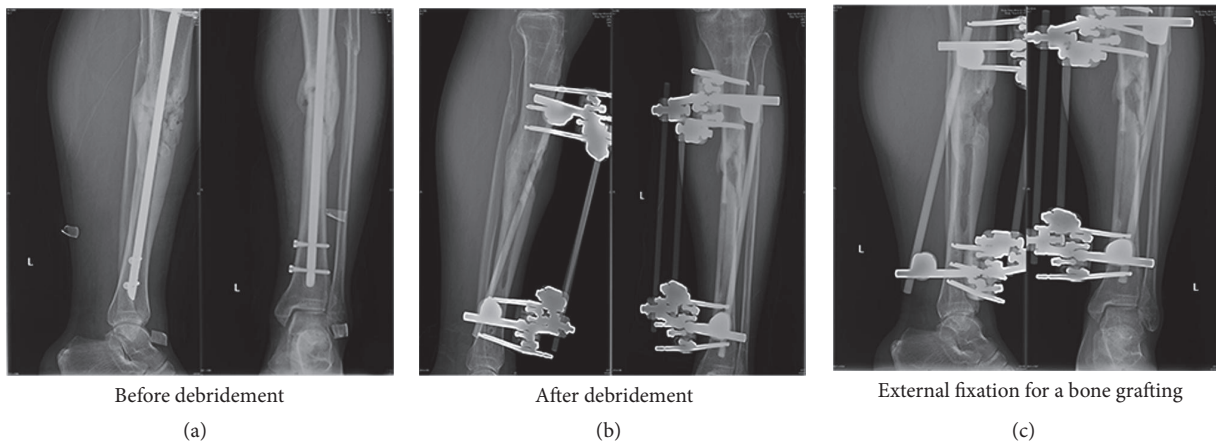 L
L
Before debridement
(a)
L
After debridement
(b)
L
L
External fixation for a bone grafting
(c)